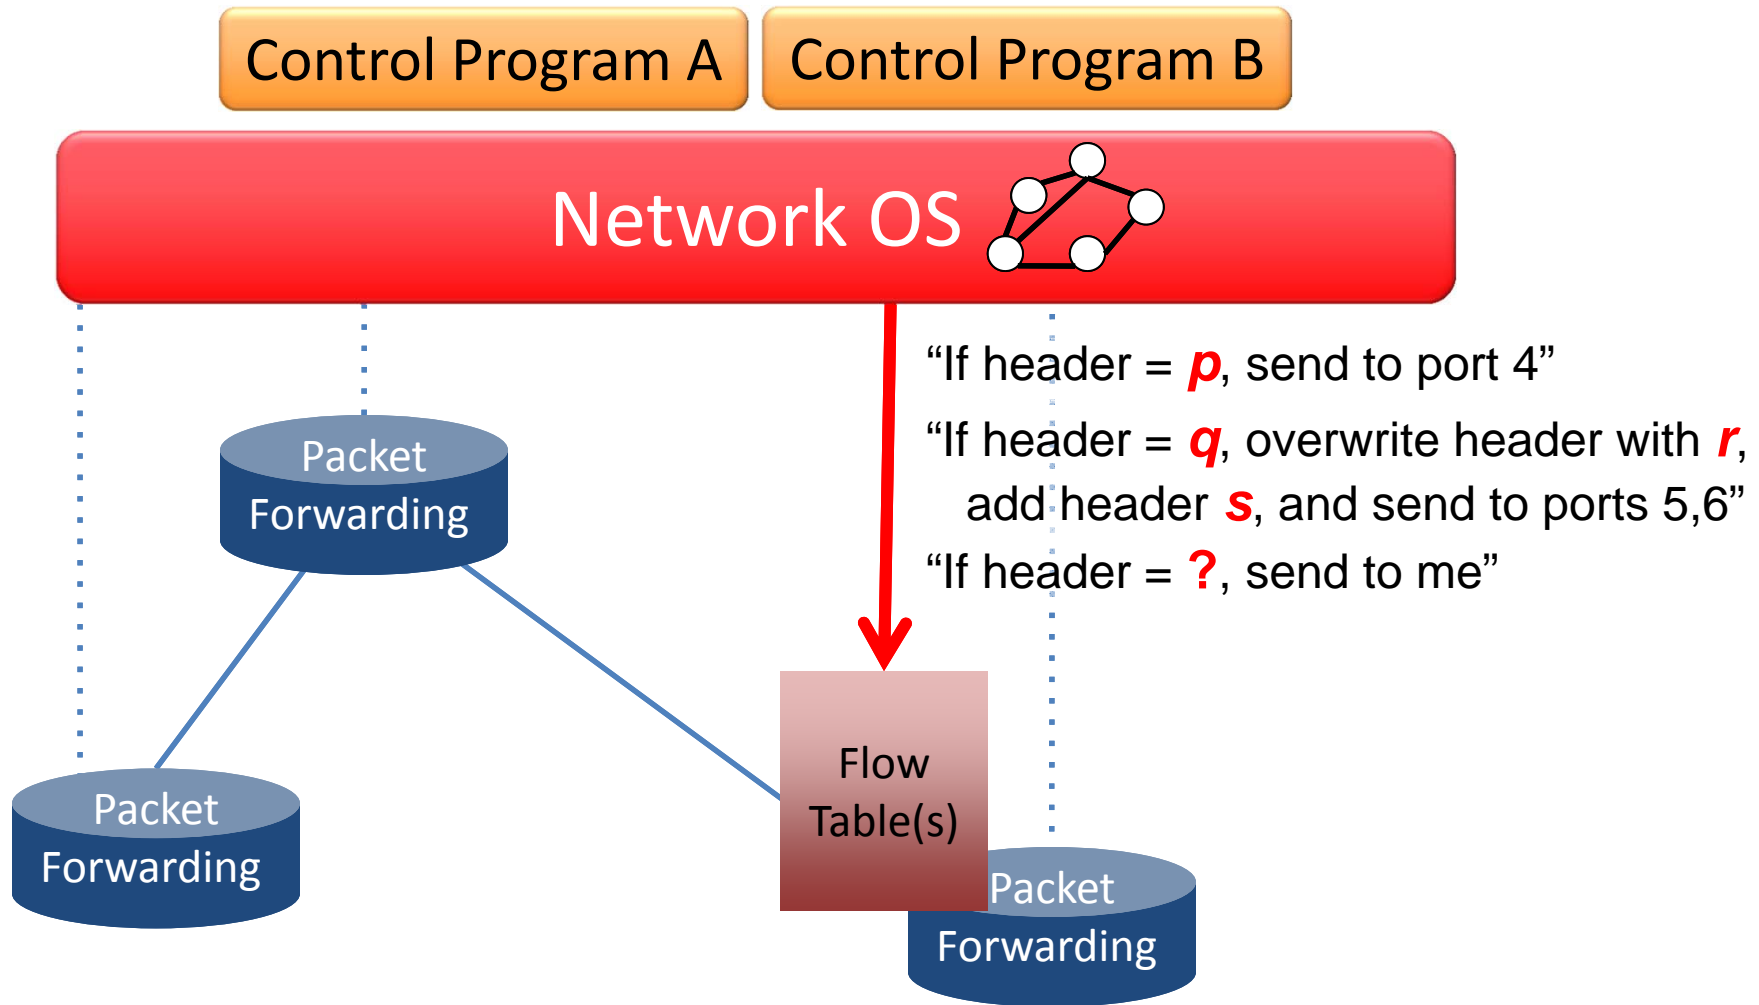 Control Program A
Control Program B
Network OS
“If header = p, send to port 4”
“If header = q, overwrite header with r,
add header s, and send to ports 5,6”
“If header = ?, send to me”
Packet
Forwarding
Flow
Table(s)
Packet
Forwarding
Packet
Forwarding